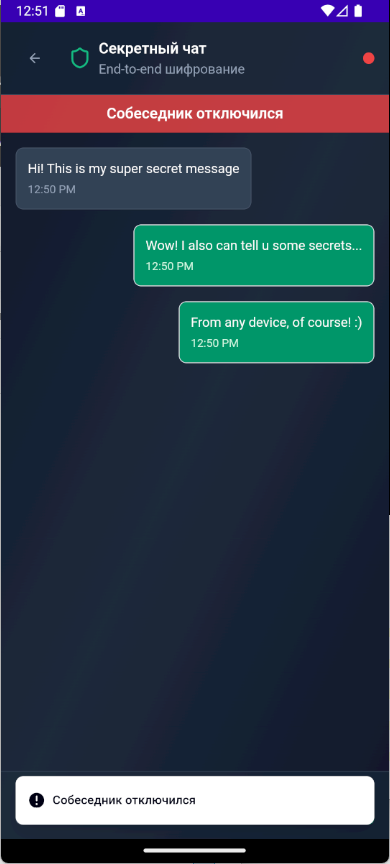 12:51
Секретный чат
End-to-end шифрование
Собеседник отключился
Hi! This is my super secret message
12:50 PM
Wow! I also can tell u some secrets...
12:50 PM
From any device, of course! :)
12:50 PM
Собеседник отключился